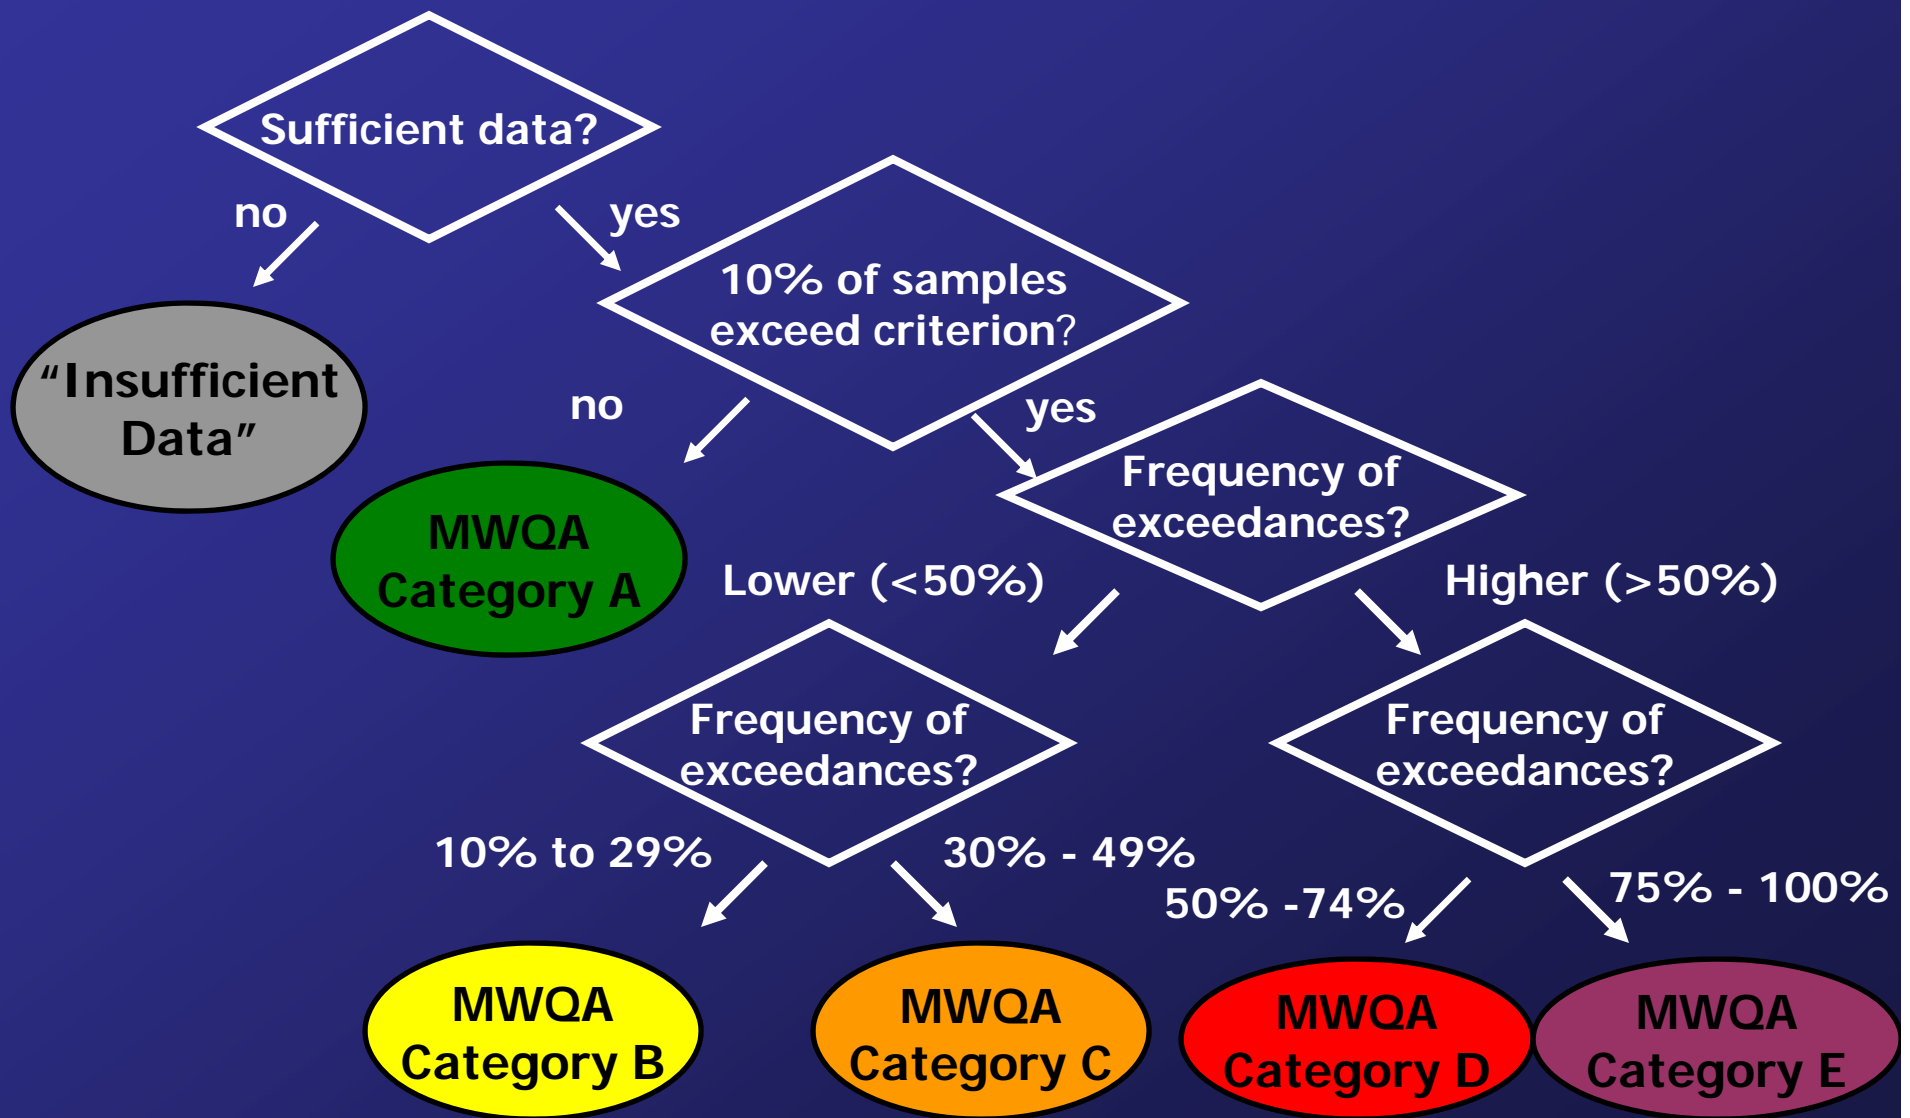 Sufficient data?
no
yes
10% of samples
exceed criterion?
“Insufficient
Data”
no
yes
Frequency of
exceedances?
MWQA
Category A
Lower (<50%)
Higher (>50%)
Frequency of
exceedances?
Frequency of
exceedances?
10% to 29%
30% - 49%
50% -74%
75% - 100%
MWQA
Category B
MWQA
Category C
MWQA
Category D
MWQA
Category E